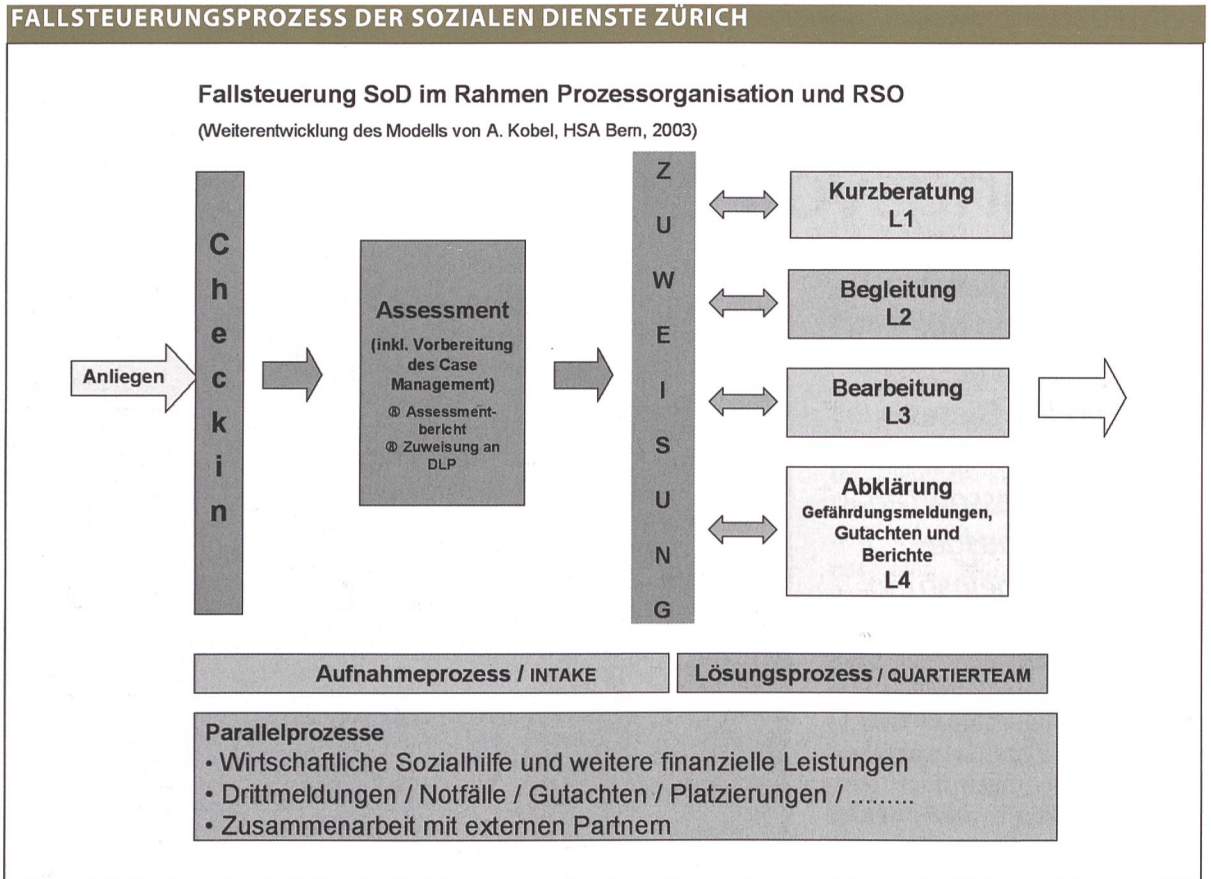 FALLSTEUERUNGSPROZESS DER SOZIALEN DIENSTE ZÜRICH
Fallsteuerung SoD im Rahmen Prozessorganisation und RSO
(Weiterentwicklung des Modells von A. Kobel, HSA Bern, 2003)
Anliegen
Checkin
Assessment
(inkl. Vorbereitung
des Case
Management)
® Assessment-
bericht
® Zuweisung an
DLP
ZUWEISUNG
Kurzberatung
L1
Begleitung
L2
Bearbeitung
L3
Abklärung
Gefährdungsmeldungen,
Gutachten und
Berichte
L4
Aufnahmeprozess / INTAKE
Lösungsprozess / QUARTIERTEAM
Parallelprozesse
• Wirtschaftliche Sozialhilfe und weitere finanzielle Leistungen
• Drittmeldungen / Notfälle / Gutachten / Platzierungen / .........
• Zusammenarbeit mit externen Partnern